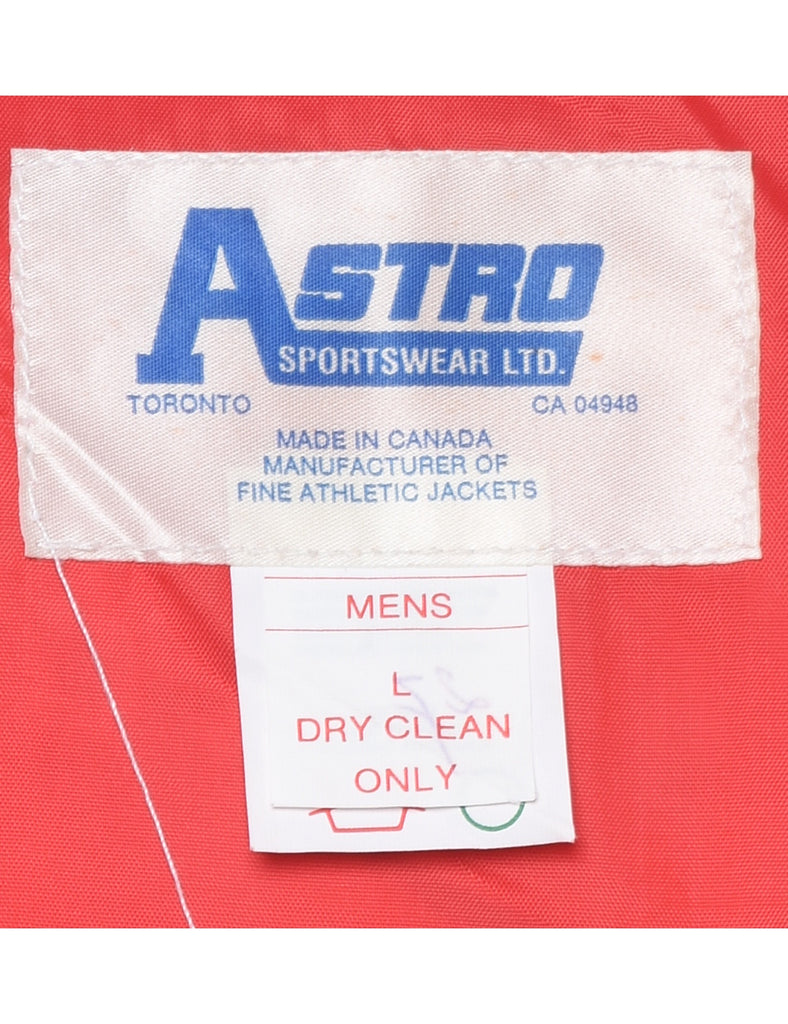 ASTRO
SPORTSWEAR LTD.
TORONTO CA 04948
MADE IN CANADA
MANUFACTURER OF
FINE ATHLETIC JACKETS
MENS
L
DRY CLEAN
ONLY